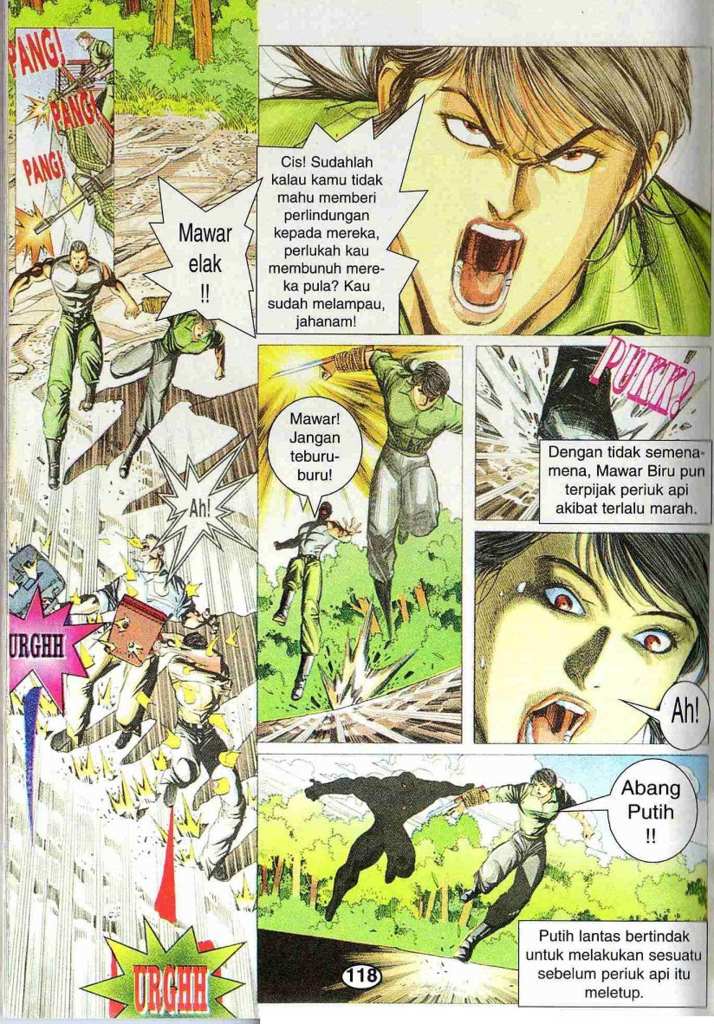 PANG!
PANG!
PANG!
Mawar
elak
!!
Ah!
URGHH
URGHH
Cis! Sudahlah
kalau kamu tidak
mahu memberi
perlindungan
kepada mereka,
perlukah kau
membunuh mere-
ka pula? Kau
sudah melampau,
jahanam!
Mawar!
Jangan
teburu-
buru!
PUKK!
Dengan tidak semena-
mena, Mawar Biru pun
terpijak periuk api
akibat terlalu marah.
Ah!
Abang
Putih
!!
Putih lantas bertindak
untuk melakukan sesuatu
sebelum periuk api itu
meletup.
118